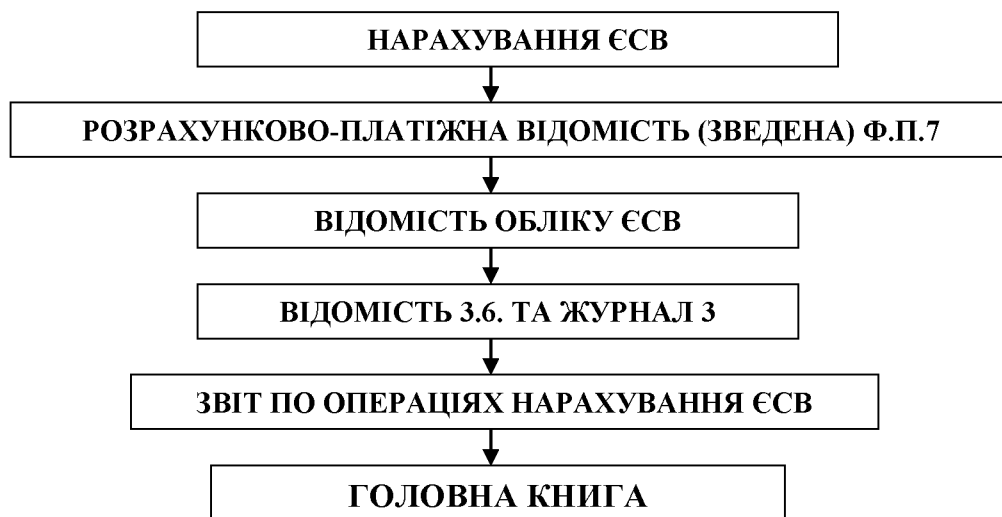 НАРАХУВАННЯ ЄСВ
РОЗРАХУНКОВО-ПЛАТІЖНА ВІДОМІСТЬ (ЗВЕДЕНА) Ф.П.7
ВІДОМІСТЬ ОБЛІКУ ЄСВ
ВІДОМІСТЬ 3.6. ТА ЖУРНАЛ 3
ЗВІТ ПО ОПЕРАЦІЯХ НАРАХУВАННЯ ЄСВ
ГОЛОВНА КНИГА